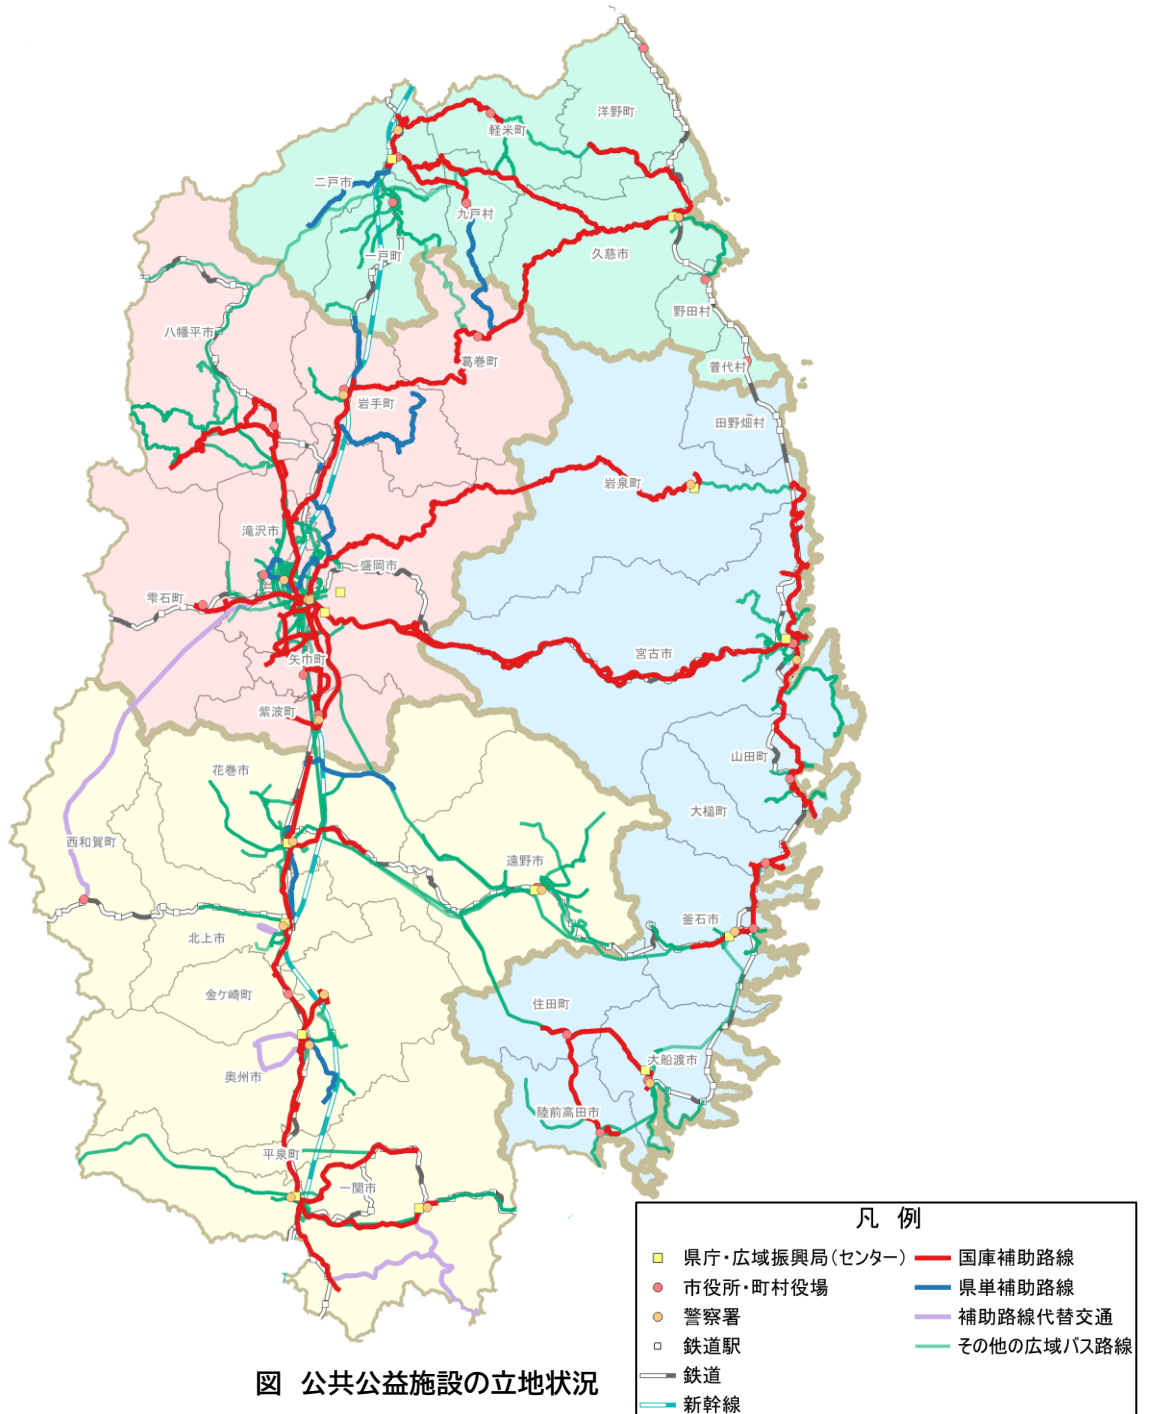 洋野町
軽米町
二戸市
九戸村
一戸町
久慈市
野田村
八幡平市
葛巻町
普代村
岩手町
田野畑村
岩泉町
滝沢市
盛岡市
雫石町
宮古市
矢巾町
紫波町
山田町
花巻市
大槌町
西和賀町
遠野市
釜石市
北上市
金ケ崎町
住田町
大船渡市
奥州市
陸前高田市
平泉町
一関市
凡 例
県庁・広域振興局(センター)
国庫補助路線
市役所・町村役場
県単補助路線
警察署
補助路線代替交通
鉄道駅
その他の広域バス路線
鉄道
新幹線
図 公共公益施設の立地状況